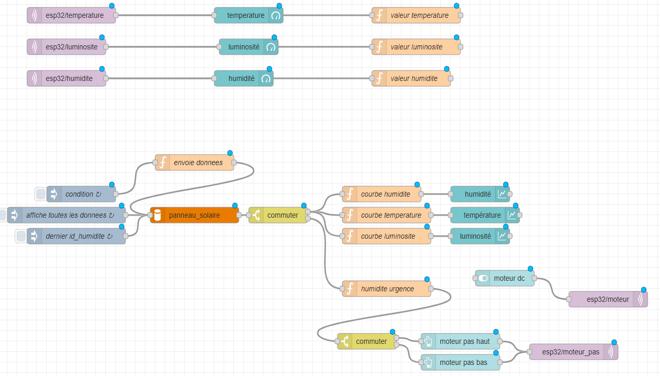 esp32/temperature temperature valeur temperature
esp32/luminosite luminosité valeur luminosite
esp32/humidite humidité valeur humidite
envoie donnees
condition ↻ courbe humidite humidité
affiche toutes les donnees ↻ panneau_solaire commuter courbe temperature température
dernier id_humidite ↻ courbe luminosite luminosité
moteur dc
humidite urgence esp32/moteur
commuter moteur pas haut esp32/moteur_pas
moteur pas bas